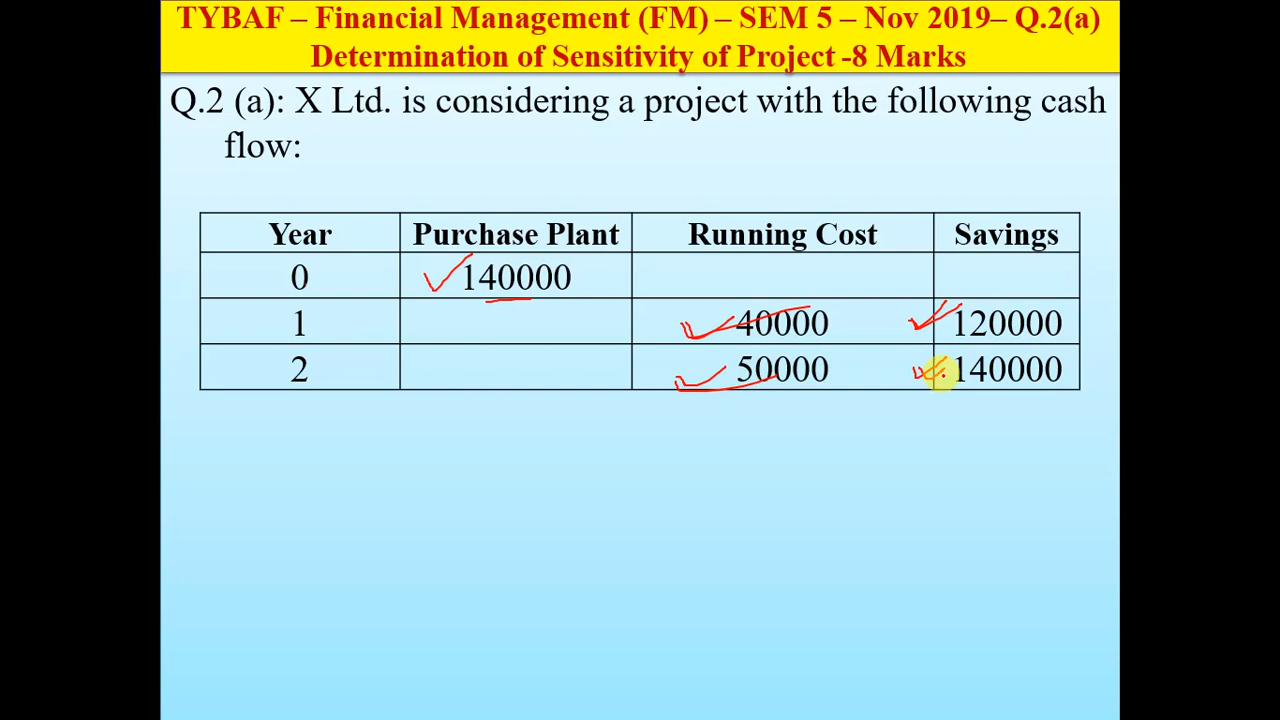 TYBAF – Financial Management (FM) – SEM 5 – Nov 2019– Q.2(a)
Determination of Sensitivity of Project -8 Marks
Q.2 (a): X Ltd. is considering a project with the following cash
flow:
Year Purchase Plant Running Cost Savings
0 140000
1 40000 120000
2 50000 140000